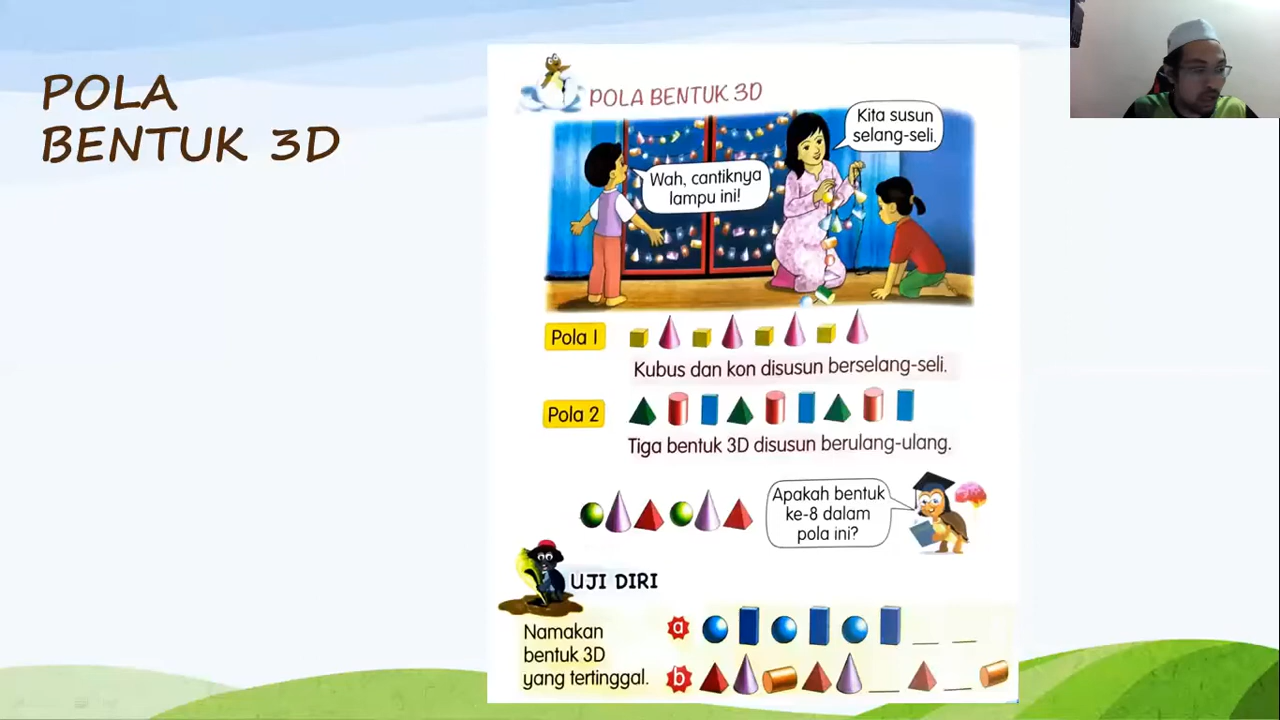 POLA
BENTUK 3D
POLA BENTUK 3D
Kita susun
selang-seli.
Wah, cantiknya
lampu ini!
Pola 1
Kubus dan kon disusun berselang-seli.
Pola 2
Tiga bentuk 3D disusun berulang-ulang.
Apakah bentuk
ke-8 dalam
pola ini?
UJI DIRI
Namakan
bentuk 3D
yang tertinggal.
a
b